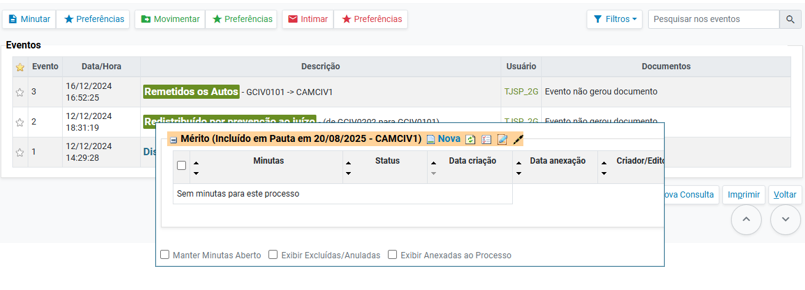 Minutar Preferências Movimentar Preferências Intimar Preferências Filtros Pesquisar nos eventos
Eventos
Evento Data/Hora Descrição Usuário Documentos
3 16/12/2024 16:52:25 Remetidos os Autos - GCIV0101 -> CAMCIV1 TJSP_2G Evento não gerou documento
2 12/12/2024 18:31:19 Redistribuído por prevenção ao juízo - (de GCIV0202 para GCIV0101) TJSP_2G Evento não gerou documento
1 12/12/2024 14:29:28 Dis
Mérito (Incluído em Pauta em 20/08/2025 - CAMCIV1) Nova
Minutas Status Data criação Data anexação Criador/Edito
Sem minutas para este processo
ova Consulta Imprimir Voltar
Manter Minutas Aberto Exibir Excluídas/Anuladas Exibir Anexadas ao Processo